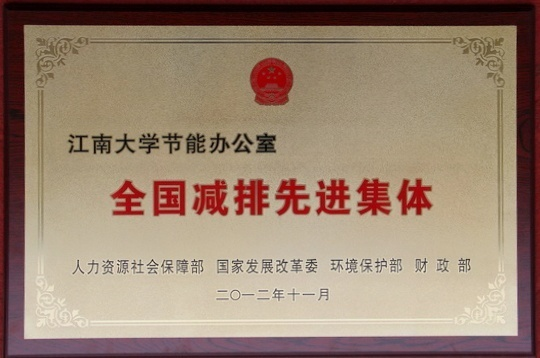 江南大学节能办公室
全国减排先进集体
人力资源社会保障部 国家发展改革委 环境保护部 财政部
二〇一二年十一月